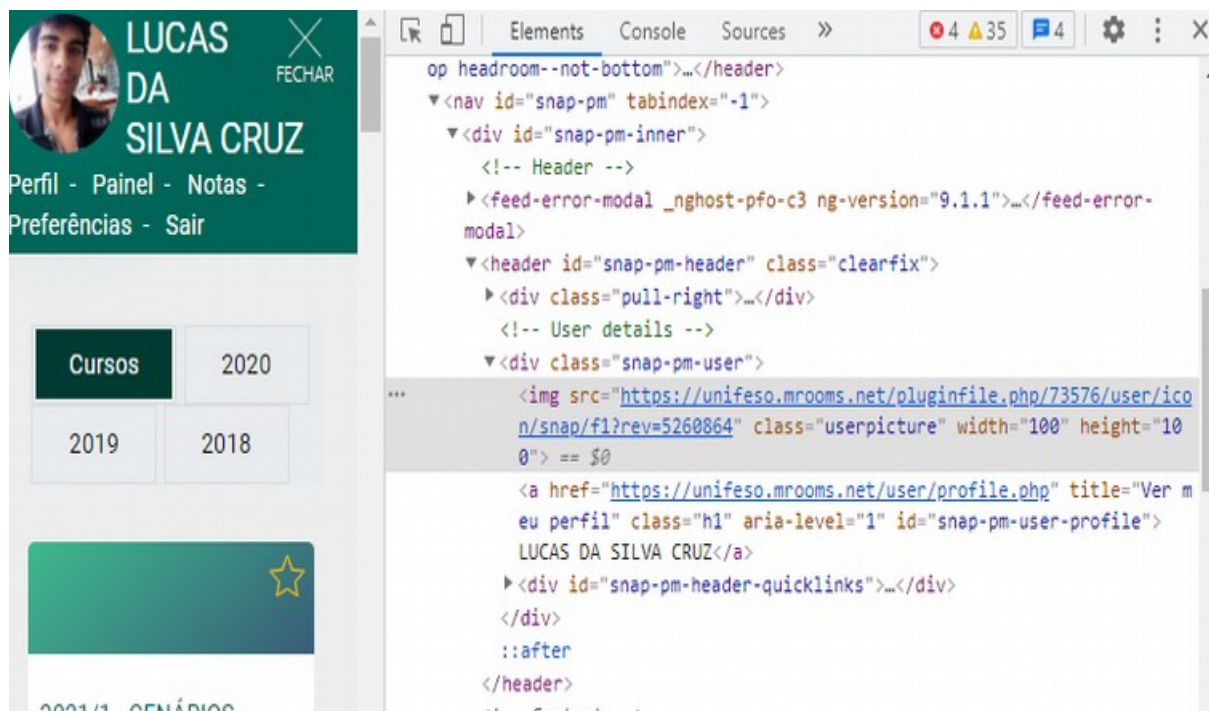 LUCAS
DA
SILVA CRUZ
FECHAR
Perfil - Painel - Notas -
Preferências - Sair
Cursos
2020
2019
2018
2021/1 - CENÁRIOS
Elements Console Sources »
4 35 4
op headroom--not-bottom">…</header>
▼<nav id="snap-pm" tabindex="-1">
▼<div id="snap-pm-inner">
<!-- Header -->
▶<feed-error-modal _nghost-pfo-c3 ng-version="9.1.1">…</feed-error-
modal>
▼<header id="snap-pm-header" class="clearfix">
▶<div class="pull-right">…</div>
<!-- User details -->
▼<div class="snap-pm-user">
<img src="https://unifeso.mrooms.net/pluginfile.php/73576/user/ico
n/snap/f1?rev=5260864" class="userpicture" width="100" height="10
0"> == $0
<a href="https://unifeso.mrooms.net/user/profile.php" title="Ver m
eu perfil" class="h1" aria-level="1" id="snap-pm-user-profile">
LUCAS DA SILVA CRUZ</a>
▶<div id="snap-pm-header-quicklinks">…</div>
</div>
::after
</header>